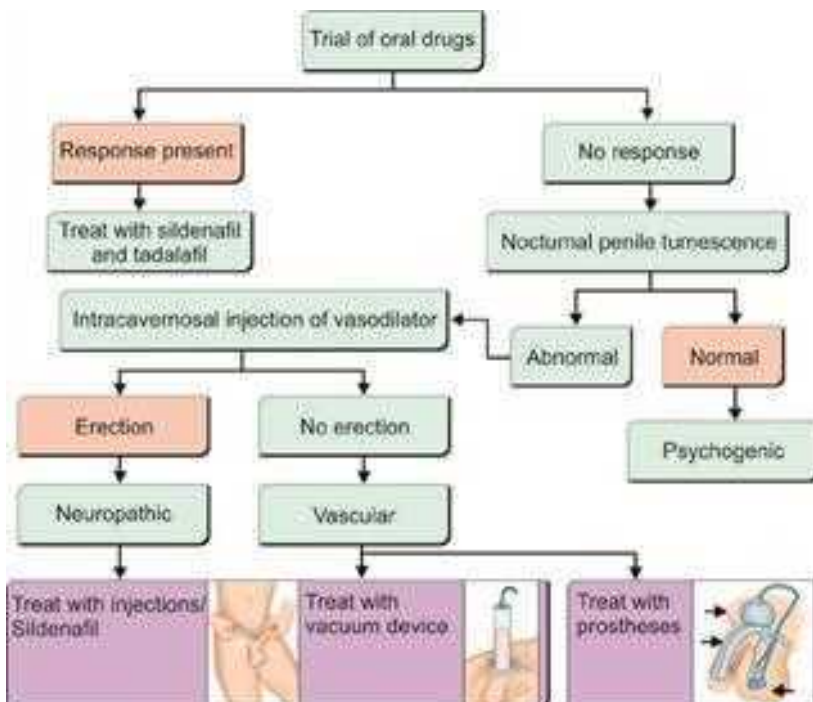 Trial of oral drugs
Response present
No response
Treat with sildenafil
and tadalafil
Nocturnal penile tumescence
Intracavernosal injection of vasodilator
Abnormal
Normal
Erection
No erection
Psychogenic
Neuropathic
Vascular
Treat with injections/
Sildenafil
Treat with
vacuum device
Treat with
prostheses